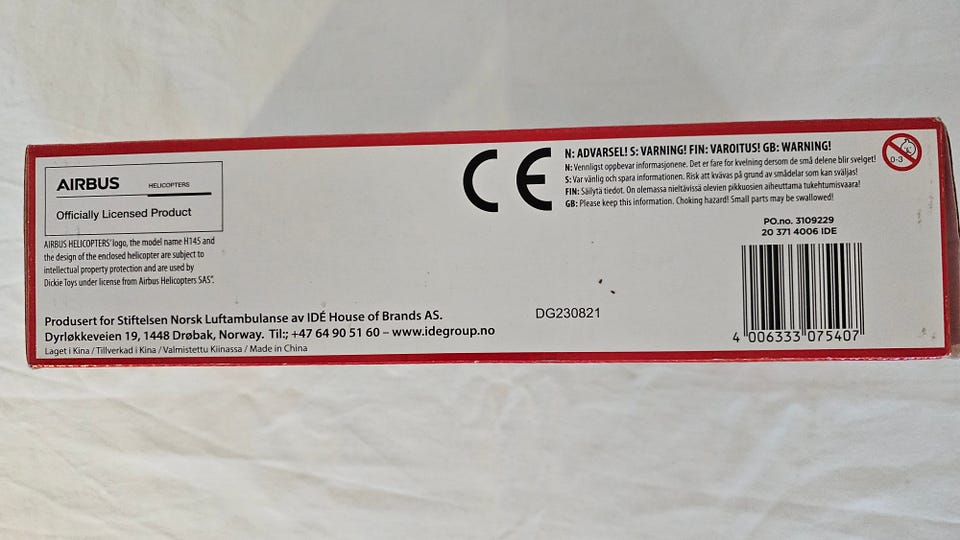 AIRBUS HELICOPTERS
Officially Licensed Product
AIRBUS HELICOPTERS' logo, the model name H145 and
the design of the enclosed helicopter are subject to
intellectual property protection and are used by
Dickie Toys under license from Airbus Helicopters SAS".
Produsert for Stiftelsen Norsk Luftambulanse av IDÉ House of Brands AS.
Dyrløkkeveien 19, 1448 Drøbak, Norway. Til;; +47 64 90 51 60 – www.idegroup.no
Laget i Kina / Tillverkad i Kina / Valmistettu Kiinassa / Made in China
CE
DG230821
N: ADVARSEL! S: VARNING! FIN: VAROITUS! GB: WARNING!
N: Vennligst oppbevar informasjonene. Det er fare for kvelning dersom de små delene blir svelget!
S: Var vänlig och spara informationen. Risk att kvävas på grund av smådelar som kan sväljas!
FIN: Säilytä tiedot. On olemassa nieltävissä olevien pikkuosien aiheuttama tukehtumisvaara!
GB: Please keep this information. Choking hazard! Small parts may be swallowed!
0-3
PO.no. 3109229
20 371 4006 IDE
4 006333 075407